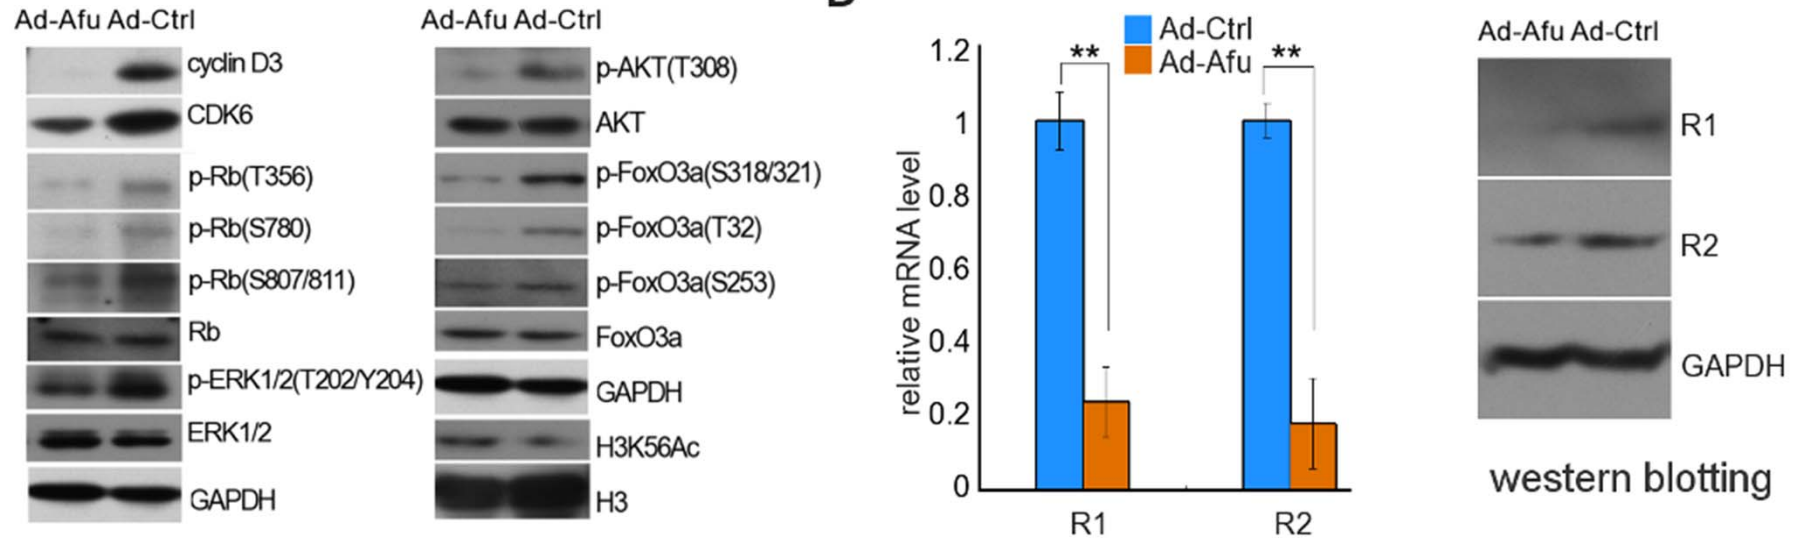 Ad-Afu Ad-Ctrl
cyclin D3
CDK6
p-Rb(T356)
p-Rb(S780)
p-Rb(S807/811)
Rb
p-ERK1/2(T202/Y204)
ERK1/2
GAPDH
Ad-Afu Ad-Ctrl
p-AKT(T308)
AKT
p-FoxO3a(S318/321)
p-FoxO3a(T32)
p-FoxO3a(S253)
FoxO3a
GAPDH
H3K56Ac
H3
Ad-Ctrl
Ad-Afu
** **
relative mRNA level
1.2
1
0.8
0.6
0.4
0.2
0
R1 R2
Ad-Afu Ad-Ctrl
R1
R2
GAPDH
western blotting